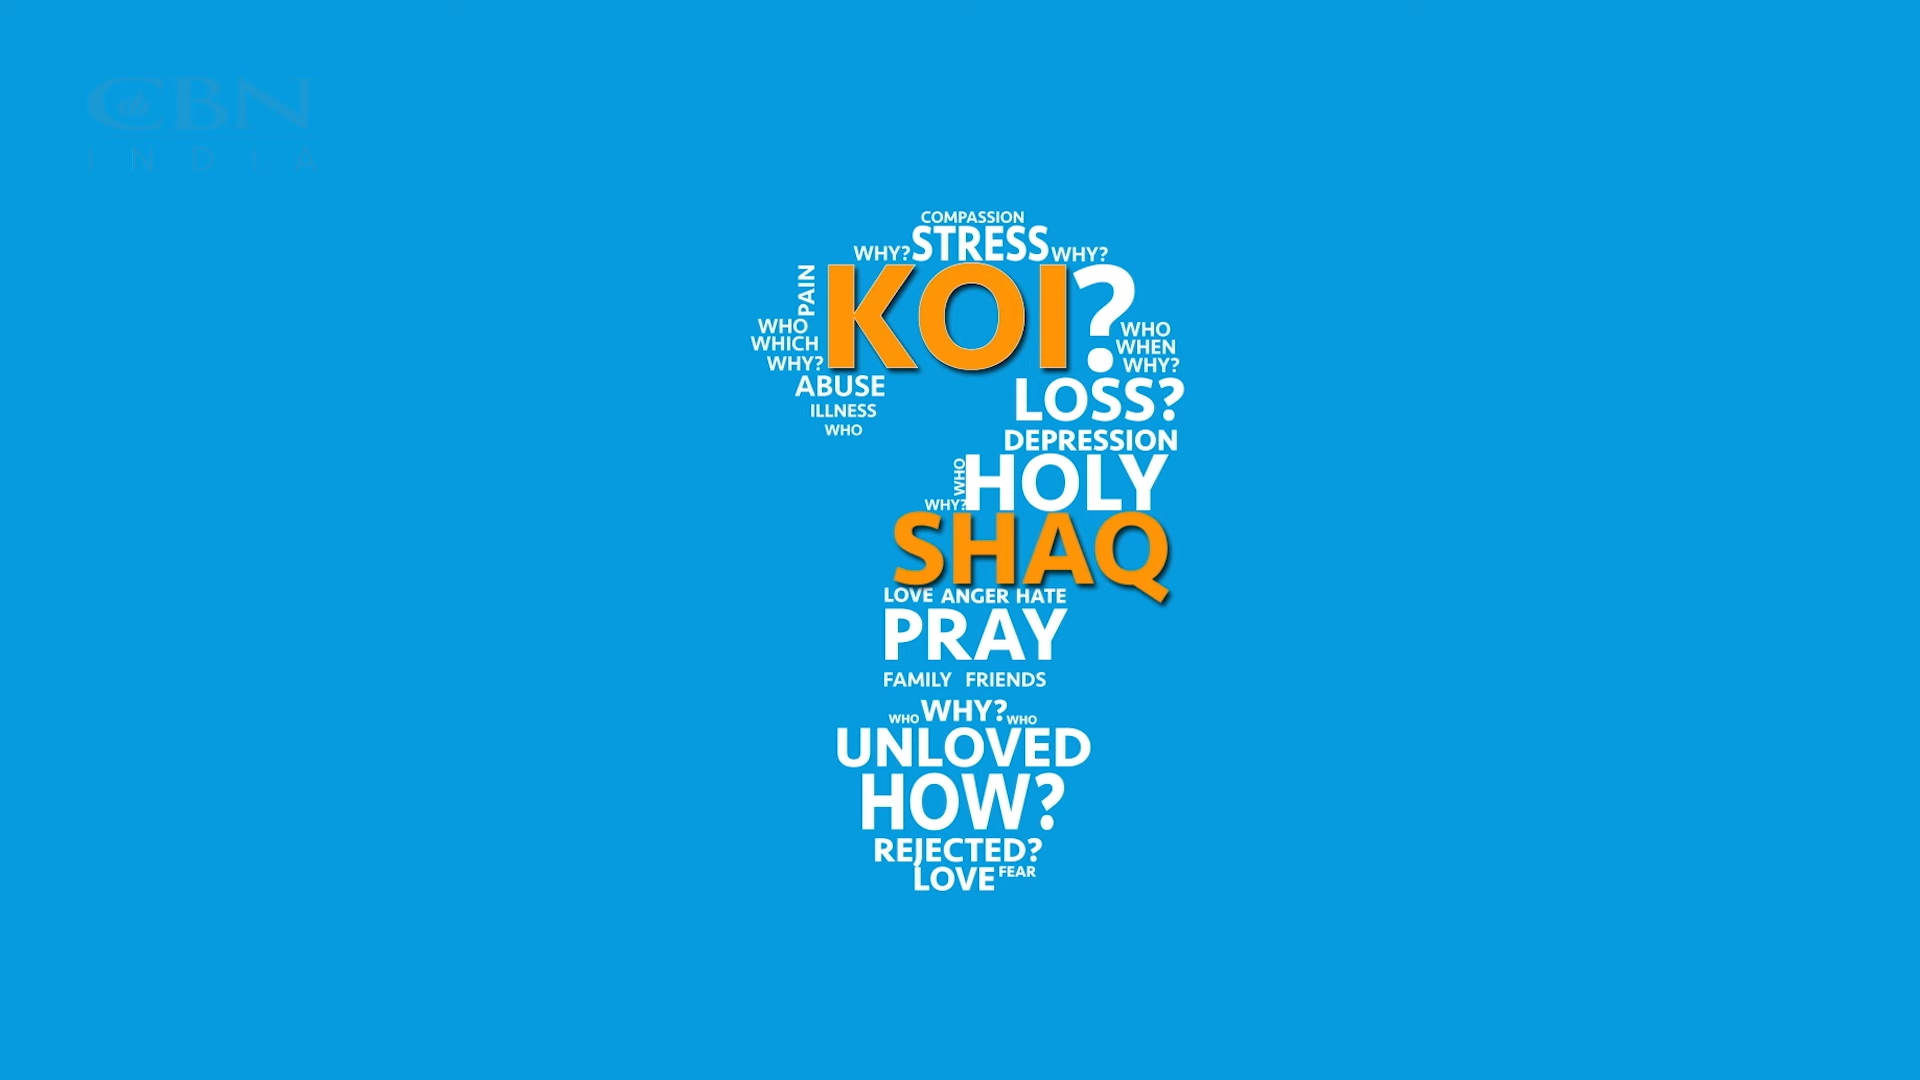 CBN
INDIA
COMPASSION
WHY? STRESS WHY?
PAIN
KOI?
WHO
WHICH
WHY?
WHO
WHEN
WHY?
ABUSE
LOSS?
ILLNESS
WHO
DEPRESSION
WHO
HOLY
WHY?
SHAQ
LOVE ANGER HATE
PRAY
FAMILY FRIENDS
WHO WHY? WHO
UNLOVED
HOW?
REJECTED?
LOVE FEAR